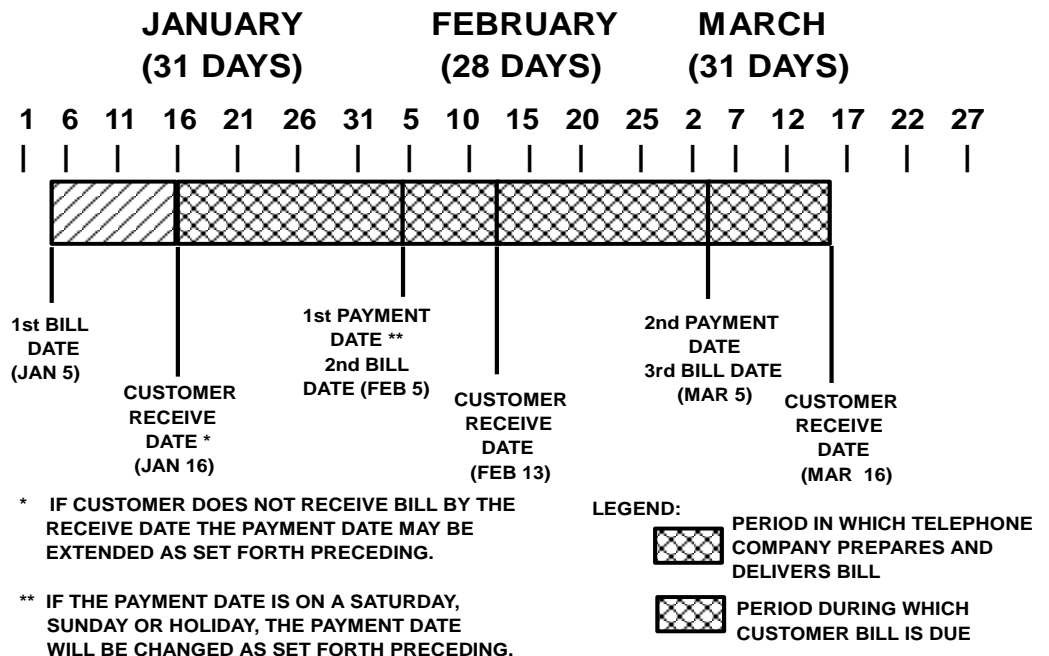 JANUARY FEBRUARY MARCH
(31 DAYS) (28 DAYS) (31 DAYS)
1 6 11 16 21 26 31 5 10 15 20 25 2 7 12 17 22 27
1st BILL
DATE
(JAN 5)
CUSTOMER
RECEIVE
DATE *
(JAN 16)
1st PAYMENT
DATE **
2nd BILL
DATE (FEB 5)
CUSTOMER
RECEIVE
DATE
(FEB 13)
2nd PAYMENT
DATE
3rd BILL DATE
(MAR 5)
CUSTOMER
RECEIVE
DATE
(MAR 16)
* IF CUSTOMER DOES NOT RECEIVE BILL BY THE
RECEIVE DATE THE PAYMENT DATE MAY BE
EXTENDED AS SET FORTH PRECEDING.
** IF THE PAYMENT DATE IS ON A SATURDAY,
SUNDAY OR HOLIDAY, THE PAYMENT DATE
WILL BE CHANGED AS SET FORTH PRECEDING.
LEGEND:
PERIOD IN WHICH TELEPHONE
COMPANY PREPARES AND
DELIVERS BILL
PERIOD DURING WHICH
CUSTOMER BILL IS DUE